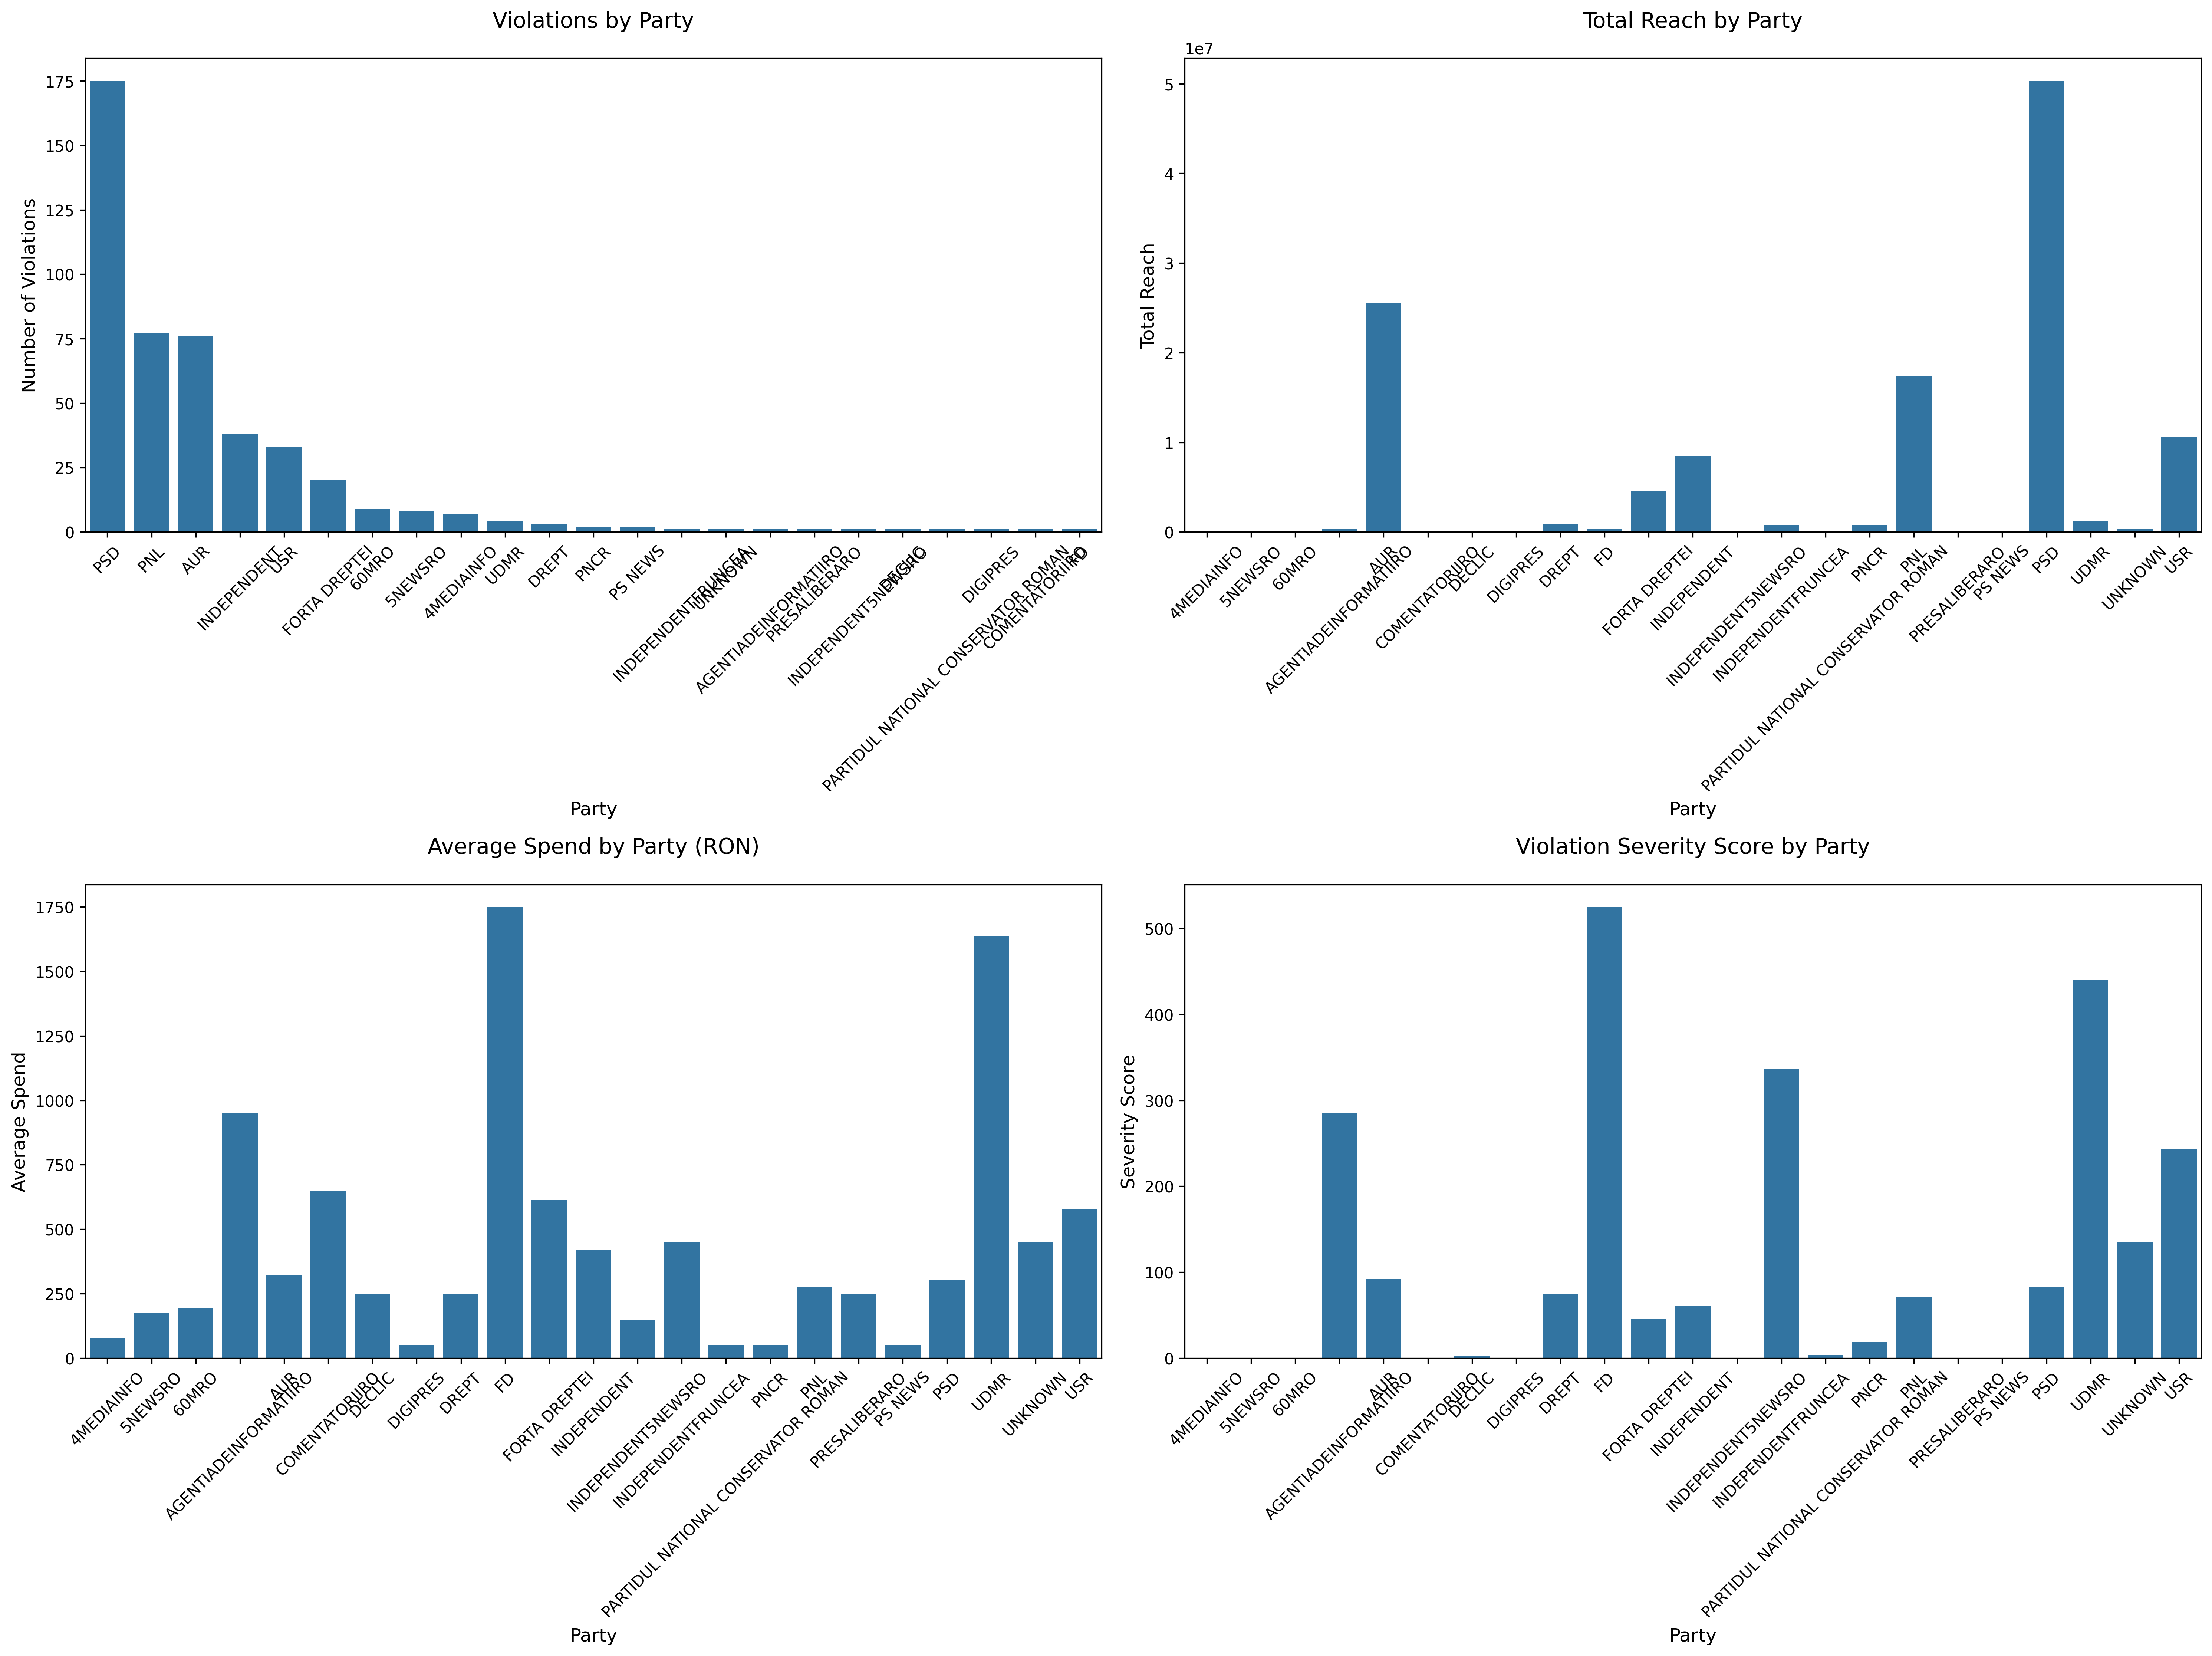 Violations by Party
Number of Violations
175
150
125
100
75
50
25
0
PSD
PNL
AUR
INDEPENDENT
USR
FORTA DREPTEI
60MRO
5NEWSRO
4MEDIAINFO
UDMR
DREPT
PNCR
PS NEWS
INDEPENDENTFRUNCEA
UNKNOWN
AGENTIADEINFORMATIIRO
PRESALIBERARO
INDEPENDENT5NEWSRO
DECLIC
PARTIDUL NATIONAL CONSERVATOR ROMAN
DIGIPRES
COMENTATORIIRO
FD
Party
Total Reach by Party
1e7
Total Reach
5
4
3
2
1
0
4MEDIAINFO
5NEWSRO
60MRO
AGENTIADEINFORMATIIRO
AUR
COMENTATORIIRO
DECLIC
DIGIPRES
DREPT
FD
FORTA DREPTEI
INDEPENDENT
INDEPENDENT5NEWSRO
INDEPENDENTFRUNCEA
PARTIDUL NATIONAL CONSERVATOR ROMAN
PNCR
PNL
PRESALIBERARO
PS NEWS
PSD
UDMR
UNKNOWN
USR
Party
Average Spend by Party (RON)
Average Spend
1750
1500
1250
1000
750
500
250
0
4MEDIAINFO
5NEWSRO
60MRO
AGENTIADEINFORMATIIRO
AUR
COMENTATORIIRO
DECLIC
DIGIPRES
DREPT
FD
FORTA DREPTEI
INDEPENDENT
INDEPENDENT5NEWSRO
INDEPENDENTFRUNCEA
PARTIDUL NATIONAL CONSERVATOR ROMAN
PNCR
PNL
PRESALIBERARO
PS NEWS
PSD
UDMR
UNKNOWN
USR
Party
Violation Severity Score by Party
Severity Score
500
400
300
200
100
0
4MEDIAINFO
5NEWSRO
60MRO
AGENTIADEINFORMATIIRO
AUR
COMENTATORIIRO
DECLIC
DIGIPRES
DREPT
FD
FORTA DREPTEI
INDEPENDENT
INDEPENDENT5NEWSRO
INDEPENDENTFRUNCEA
PARTIDUL NATIONAL CONSERVATOR ROMAN
PNCR
PNL
PRESALIBERARO
PS NEWS
PSD
UDMR
UNKNOWN
USR
Party